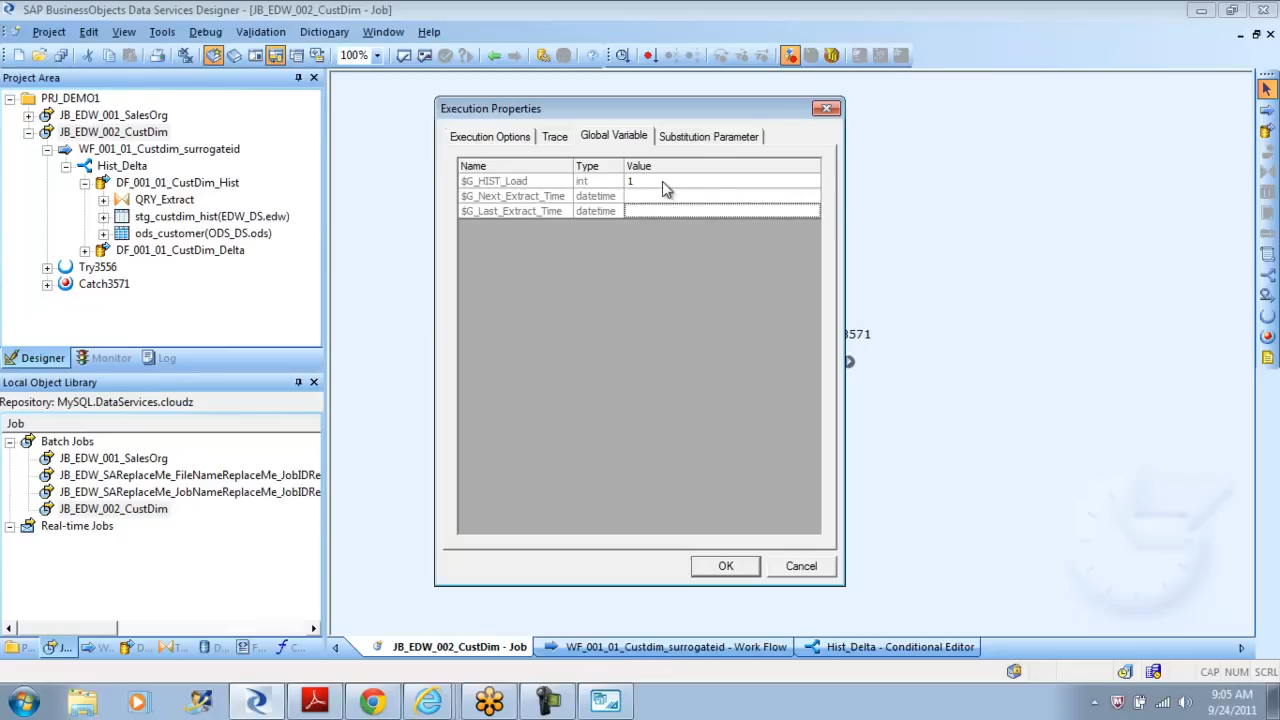 SAP BusinessObjects Data Services Designer - [JB_EDW_002_CustDim - Job]
Project Edit View Tools Debug Validation Dictionary Window Help
100%
Project Area
PRJ_DEMO1
JB_EDW_001_SalesOrg
JB_EDW_002_CustDim
WF_001_01_Custdim_surrogateid
Hist_Delta
DF_001_01_CustDim_Hist
QRY_Extract
stg_custdim_hist(EDW_DS.edw)
ods_customer(ODS_DS.ods)
DF_001_01_CustDim_Delta
Try3556
Catch3571
Designer Monitor Log
Local Object Library
Repository: MySQL.DataServices.cloudz
Job
Batch Jobs
JB_EDW_001_SalesOrg
JB_EDW_SAReplaceMe_FileNameReplaceMe_JobIDRe
JB_EDW_SAReplaceMe_JobNameReplaceMe_JobIDRe
JB_EDW_002_CustDim
Real-time Jobs
P... J... W... D... T... D... F... C...
Execution Properties
Execution Options Trace Global Variable Substitution Parameter
Name Type Value
$G_HIST_Load int 1
$G_Next_Extract_Time datetime
$G_Last_Extract_Time datetime
OK Cancel
3571
JB_EDW_002_CustDim - Job WF_001_01_Custdim_surrogateid - Work Flow Hist_Delta - Conditional Editor
CAP NUM SCRL
9:05 AM
9/24/2011